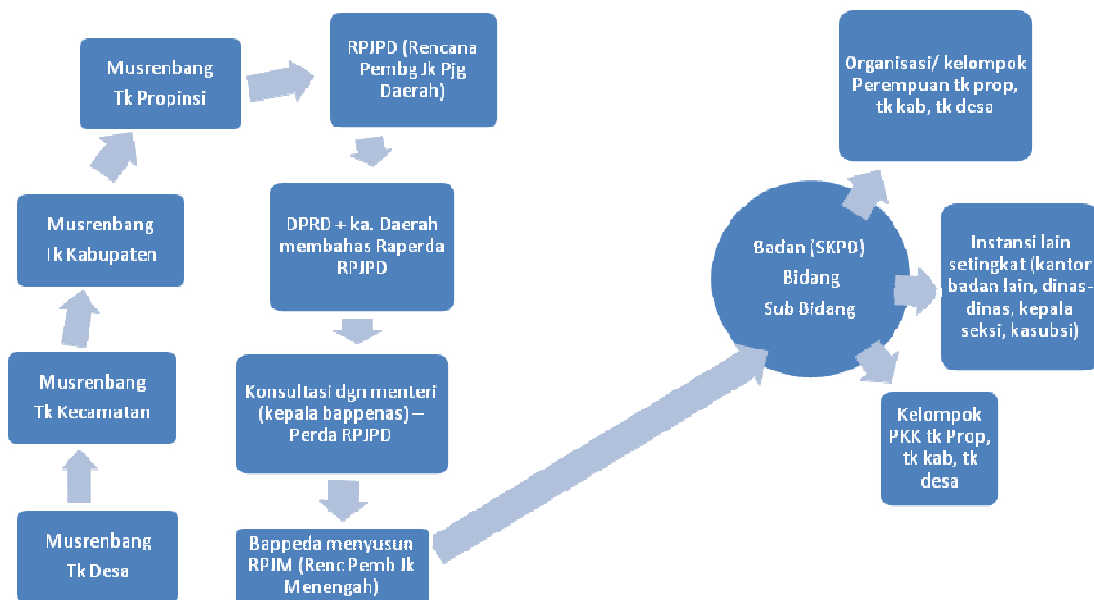 Musrenbang
Tk Propinsi
RPJPD (Rencana
Pembg Jk Pjg
Daerah)
Organisasi/ kelompok
Perempuan tk prop,
tk kab, tk desa
Musrenbang
Tk Kabupaten
DPRD + ka. Daerah
membahas Raperda
RPJPD
Badan (SKPD)
Bidang
Sub Bidang
Instansi lain
setingkat (kantor
badan lain, dinas-
dinas, kepala
seksi, kasubsi)
Musrenbang
Tk Kecamatan
Konsultasi dgn menteri
(kepala bappenas) –
Perda RPJPD
Kelompok
PKK tk Prop,
tk kab, tk
desa
Musrenbang
Tk Desa
Bappeda menyusun
RPJM (Renc Pemb Jk
Menengah)